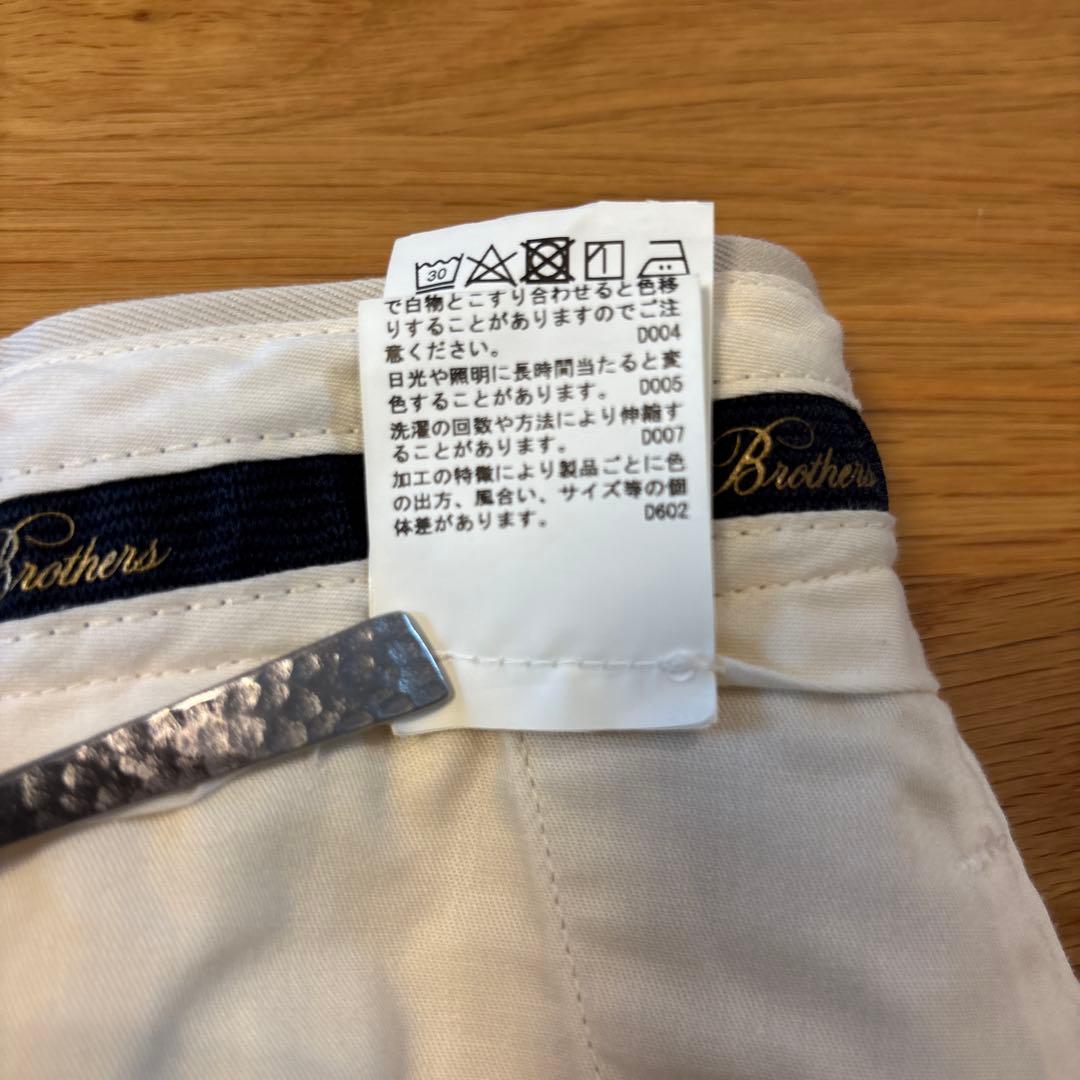 30
で白物とこすり合わせると色移
りすることがありますのでご注
意ください。 D004
日光や照明に長時間当たると変
色することがあります。 D005
洗濯の回数や方法により伸縮す
ることがあります。 D007
加工の特徴により製品ごとに色
の出方、風合い、サイズ等の個
体差があります。 D602
Brothers
Brothers